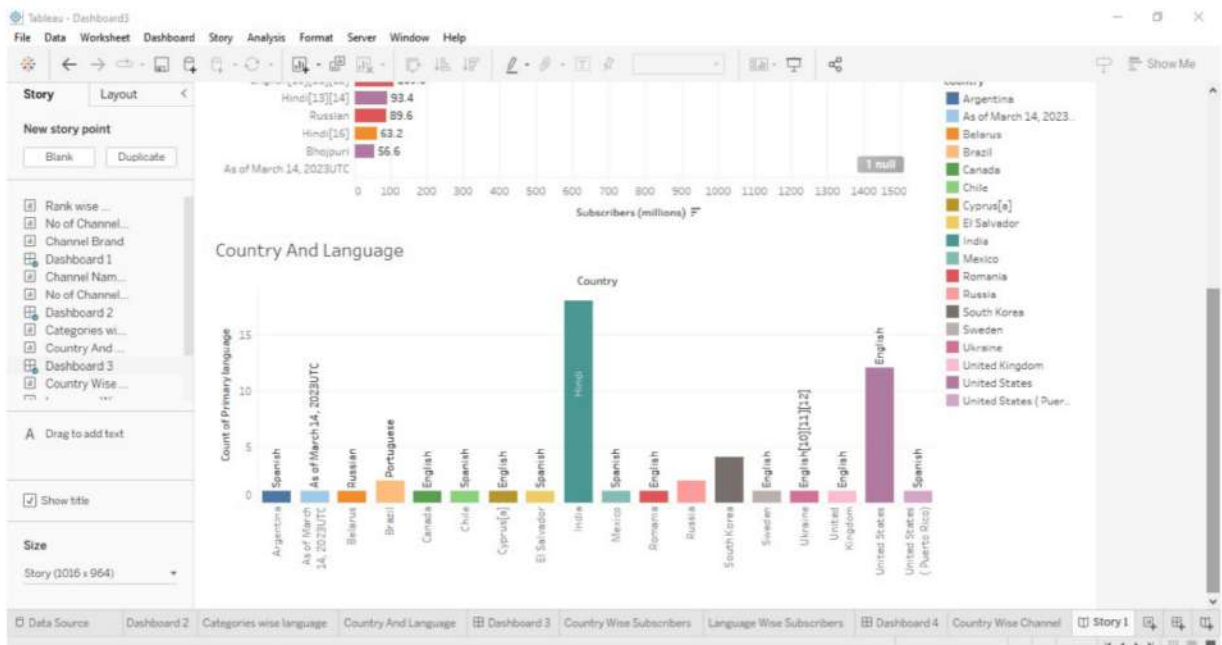 Tableau - Dashboard3
File Data Worksheet Dashboard Story Analysis Format Server Window Help
Show Me
Story Layout
New story point
Blank Duplicate
Rank wise ...
No of Channel...
Channel Brand
Dashboard 1
Channel Nam...
No of Channel...
Dashboard 2
Categories wi...
Country And ...
Dashboard 3
Country Wise ...
A Drag to add text
Show title
Size
Story (1016 x 964)
Hindi[13][14] 93.4
Russian 89.6
Hindi[16] 63.2
Bhojpuri 56.6
As of March 14, 2023UTC
1 null
0 100 200 300 400 500 600 700 800 900 1000 1100 1200 1300 1400 1500
Subscribers (millions)
Country And Language
Country
Count of Primary language
15
10
5
0
Spanish
As of March 14, 2023UTC
Russian
Portuguese
English
Spanish
English
Spanish
Hindi
Spanish
English
English
English[10][11][12]
English
English
Spanish
Argentina
As of March
14, 2023UTC
Belarus
Brazil
Canada
Chile
Cyprus[a]
El Salvador
India
Mexico
Romania
Russia
South Korea
Sweden
Ukraine
United
Kingdom
United States
United States
( Puerto Rico)
Country
Argentina
As of March 14, 2023..
Belarus
Brazil
Canada
Chile
Cyprus[a]
El Salvador
India
Mexico
Romania
Russia
South Korea
Sweden
Ukraine
United Kingdom
United States
United States ( Puer..
Data Source Dashboard 2 Categories wise language Country And Language Dashboard 3 Country Wise Subscribers Language Wise Subscribers Dashboard 4 Country Wise Channel Story 1